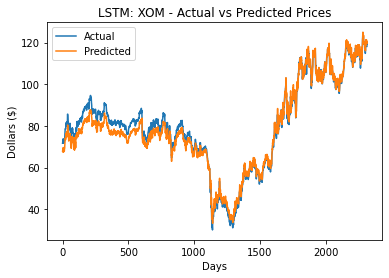 LSTM: XOM - Actual vs Predicted Prices
Actual
Predicted
Dollars ($)
120
100
80
60
40
0 500 1000 1500 2000
Days